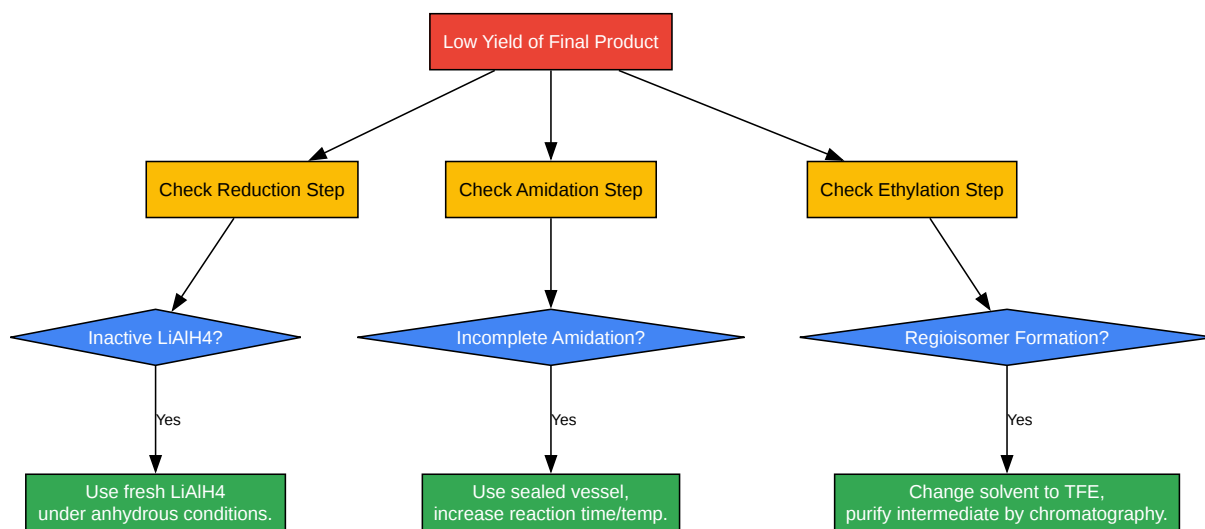 Low Yield of Final Product
Check Reduction Step
Check Amidation Step
Check Ethylation Step
Inactive LiAlH4?
Incomplete Amidation?
Regioisomer Formation?
Yes
Yes
Yes
Use fresh LiAlH4
under anhydrous conditions.
Use sealed vessel,
increase reaction time/temp.
Change solvent to TFE,
purify intermediate by chromatography.